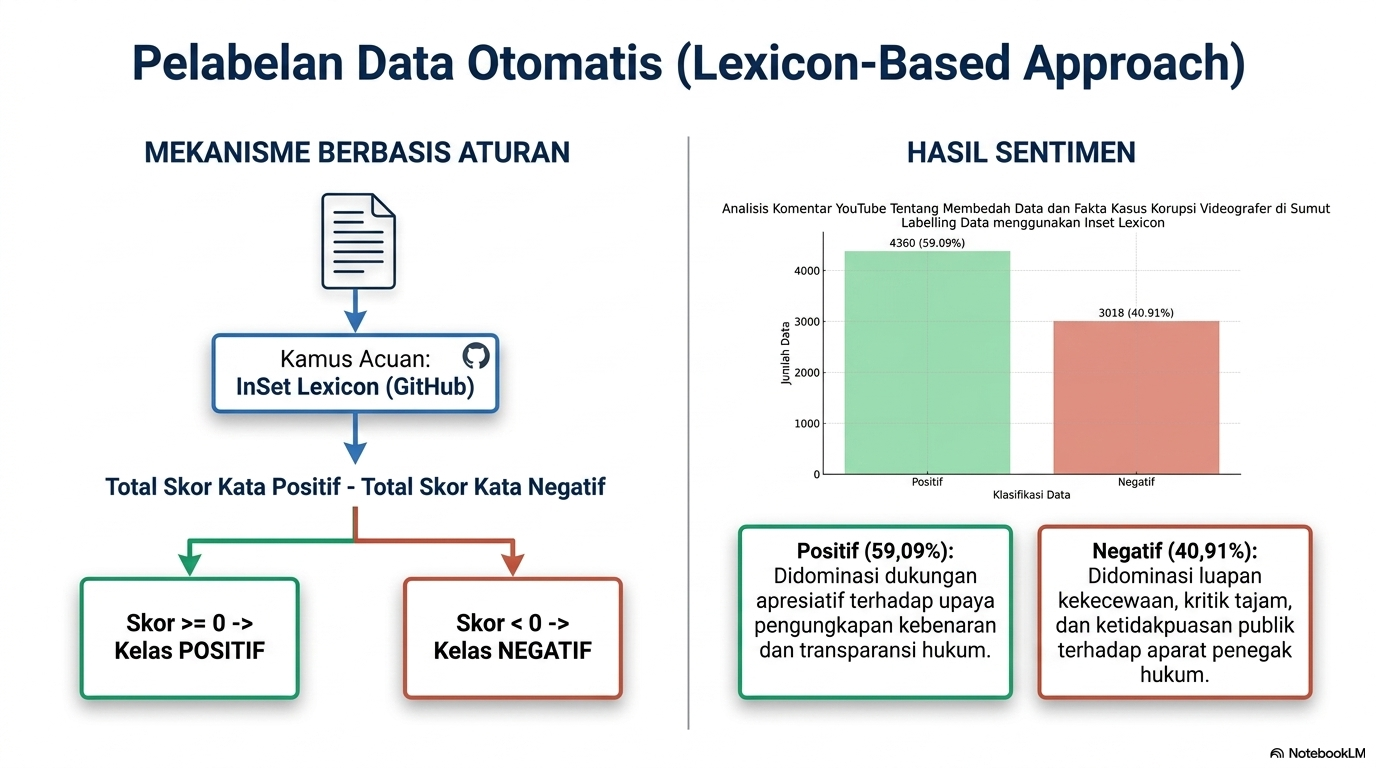 Pelabelan Data Otomatis (Lexicon-Based Approach)
MEKANISME BERBASIS ATURAN
Kamus Acuan:
InSet Lexicon (GitHub)
Total Skor Kata Positif - Total Skor Kata Negatif
Skor >= 0 ->
Kelas POSITIF
Skor < 0 ->
Kelas NEGATIF
HASIL SENTIMEN
Analisis Komentar YouTube Tentang Membedah Data dan Fakta Kasus Korupsi Videografer di Sumut
Labelling Data menggunakan Inset Lexicon
4360 (59.09%)
3018 (40.91%)
Jumlah Data
4000
3000
2000
1000
0
Positif
Negatif
Klasifikasi Data
Positif (59,09%):
Didominasi dukungan
apresiatif terhadap upaya
pengungkapan kebenaran
dan transparansi hukum.
Negatif (40,91%):
Didominasi luapan
kekecewaan, kritik tajam,
dan ketidakpuasan publik
terhadap aparat penegak
hukum.
NotebookLM